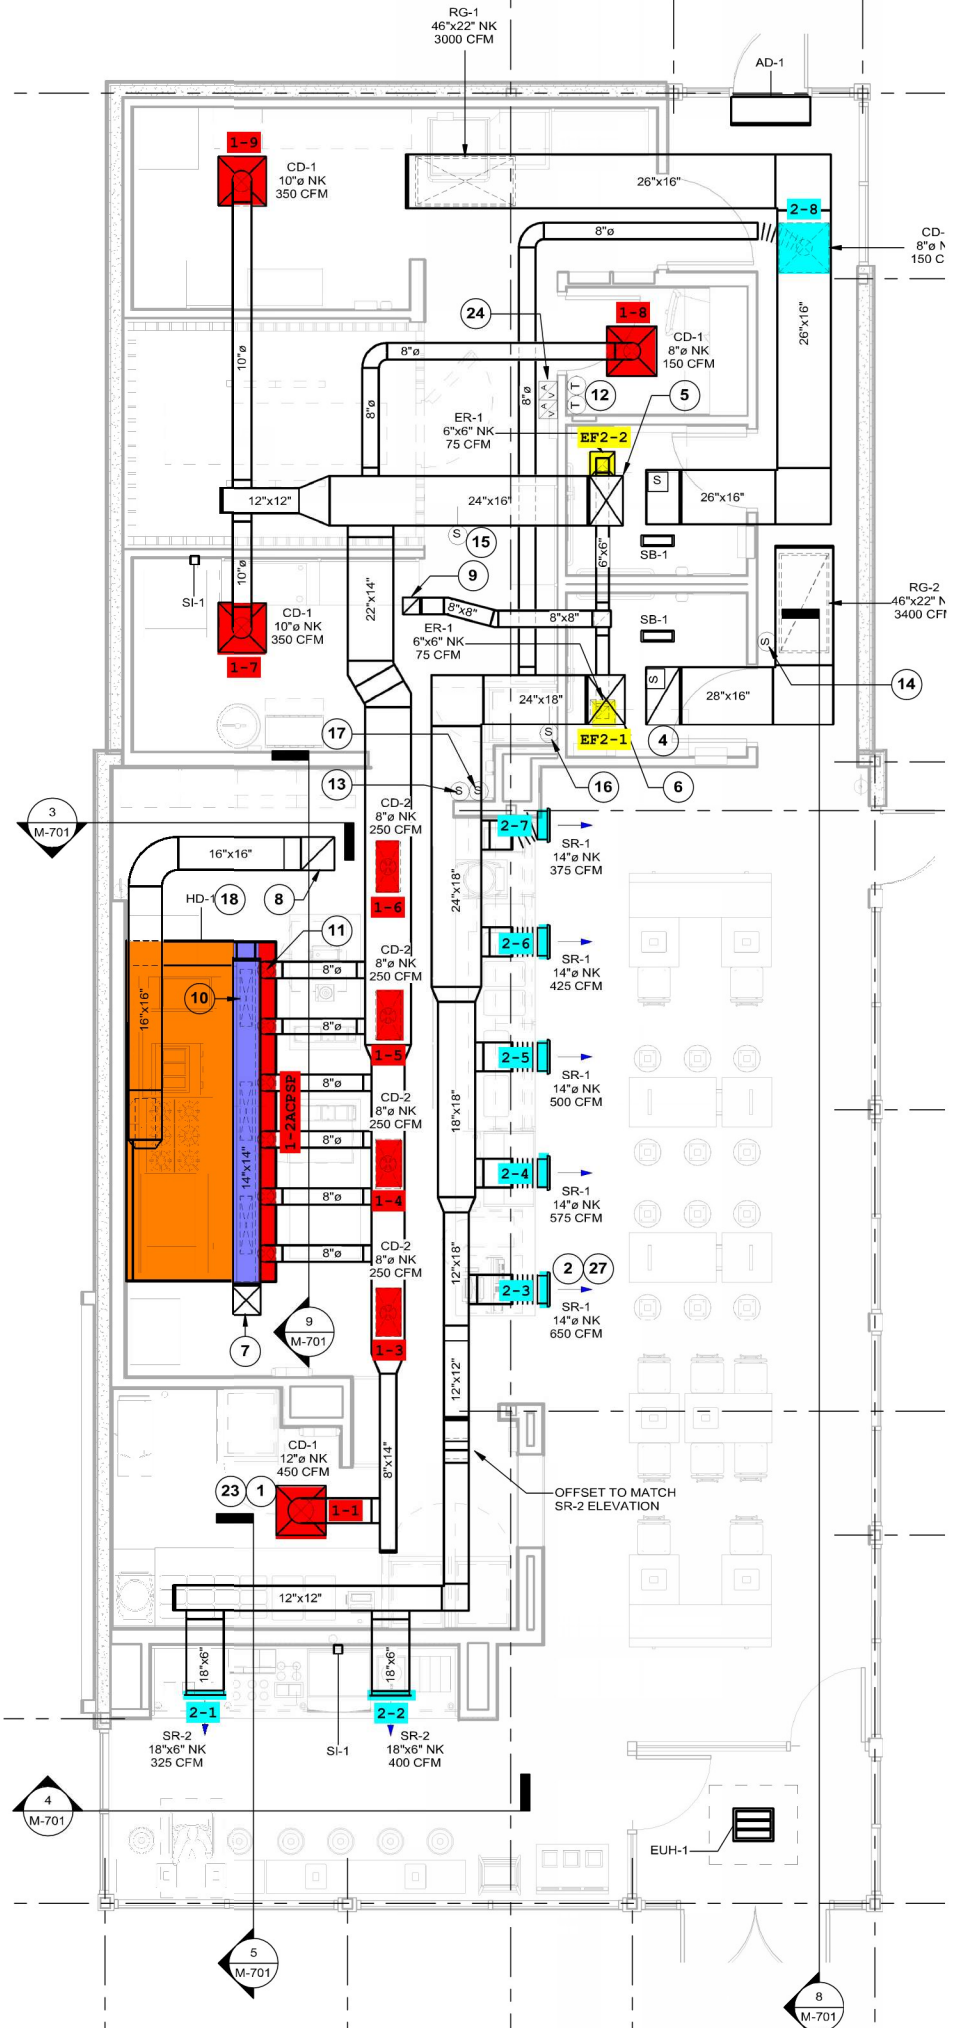 RG-1
46"x22" NK
3000 CFM
AD-1
1-9
CD-1
10"ø NK
350 CFM
26"x16"
2-8
8"ø
CD-
8"ø N
150 C
10"ø
24
1-8
CD-1
8"ø NK
150 CFM
26"x16"
8"ø
8"ø
8"ø
A
V
A
V
T
T
12
5
ER-1
6"x6" NK
75 CFM
EF2-2
12"x12"
24"x16"
S
26"x16"
S
15
6"x6"
SB-1
10"ø
9
SI-1
22"x14"
8"x8"
8"x8"
RG-2
46"x22" N
3400 CFM
CD-1
10"ø NK
350 CFM
ER-1
6"x6" NK
75 CFM
SB-1
S
1-7
S
14
24"x18"
28"x16"
17
EF2-1
4
S
13
S
S
16
6
3
M-701
CD-2
8"ø NK
250 CFM
2-7
SR-1
14"ø NK
375 CFM
16"x16"
HD-1
18
8
1-6
24"x18"
11
CD-2
8"ø NK
250 CFM
2-6
SR-1
14"ø NK
425 CFM
8"ø
10
16"x16"
8"ø
1-5
2-5
SR-1
14"ø NK
500 CFM
8"ø
1-2ACPSP
CD-2
8"ø NK
250 CFM
18"x18"
8"ø
14"x14"
2-4
SR-1
14"ø NK
575 CFM
8"ø
1-4
8"ø
CD-2
8"ø NK
250 CFM
12"x18"
2
27
2-3
SR-1
14"ø NK
650 CFM
9
M-701
7
1-3
12"x12"
CD-1
12"ø NK
450 CFM
8"x14"
23
1
1-1
OFFSET TO MATCH
SR-2 ELEVATION
12"x12"
18"x6"
18"x6"
2-1
2-2
SR-2
18"x6" NK
325 CFM
SI-1
SR-2
18"x6" NK
400 CFM
4
M-701
EUH-1
5
M-701
8
M-701